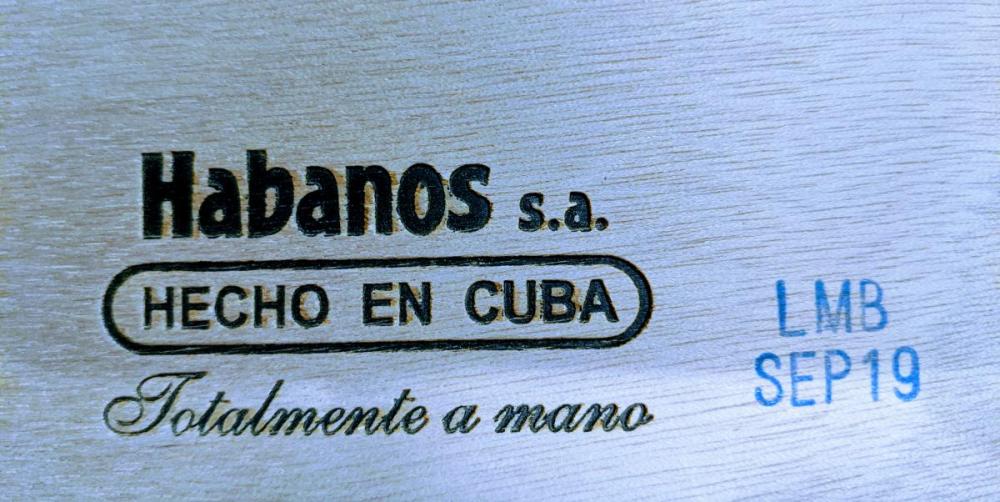 Habanos s.a.
HECHO EN CUBA
Totalmente a mano
LMB
SEP19